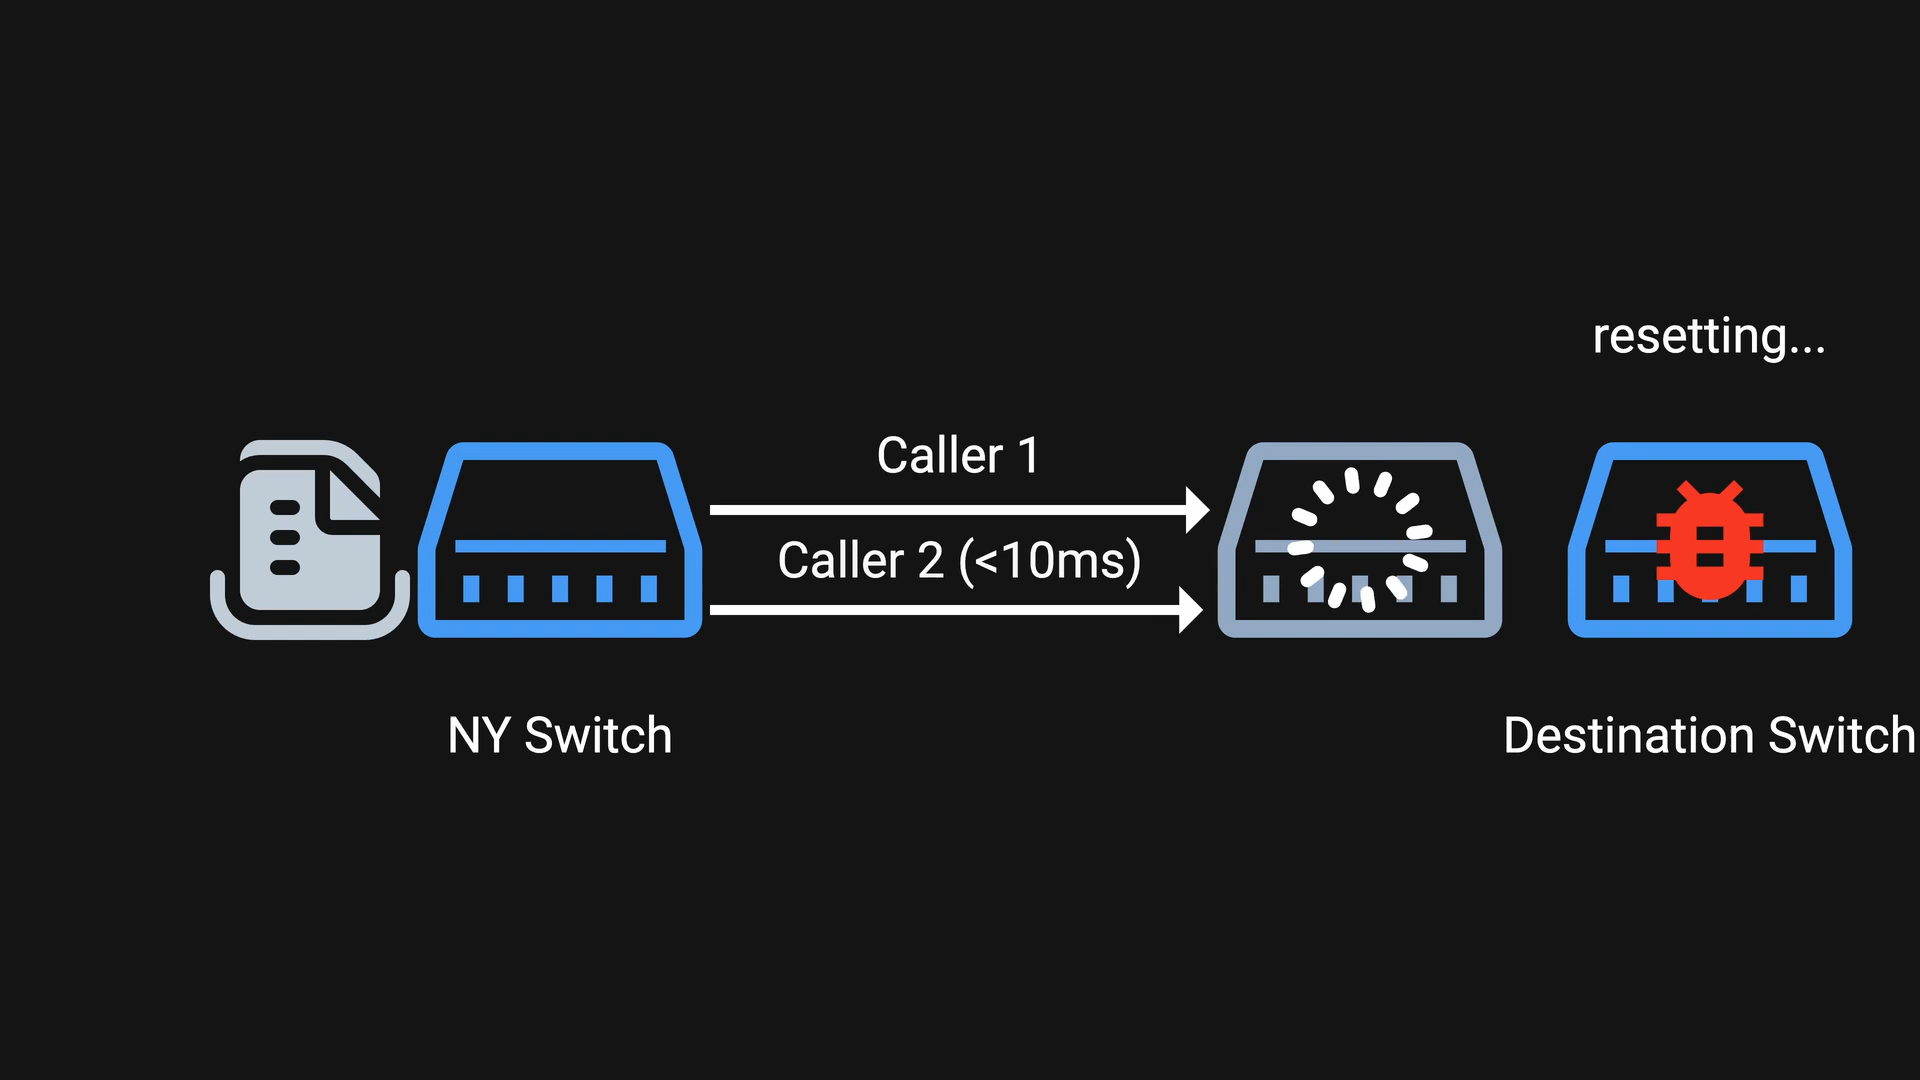 resetting...
Caller 1
Caller 2 (<10ms)
NY Switch
Destination Switch